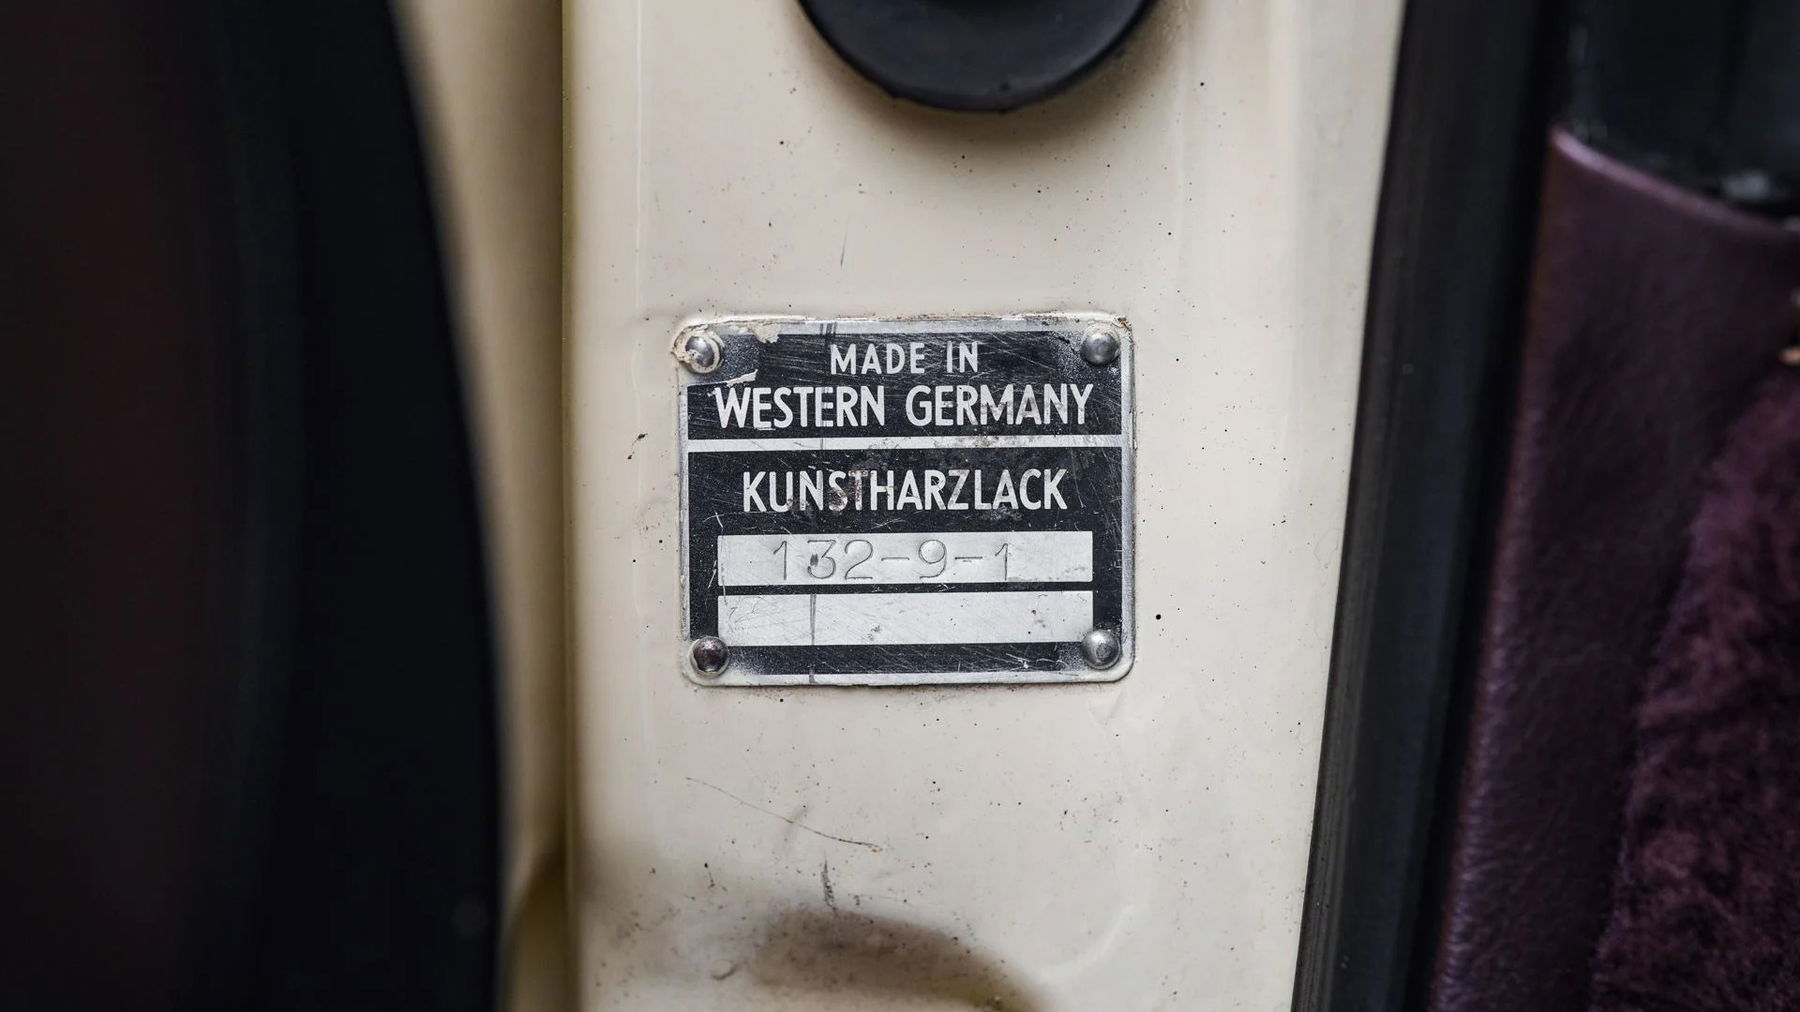 MADE IN
WESTERN GERMANY
KUNSTHARZLACK
132-9-1